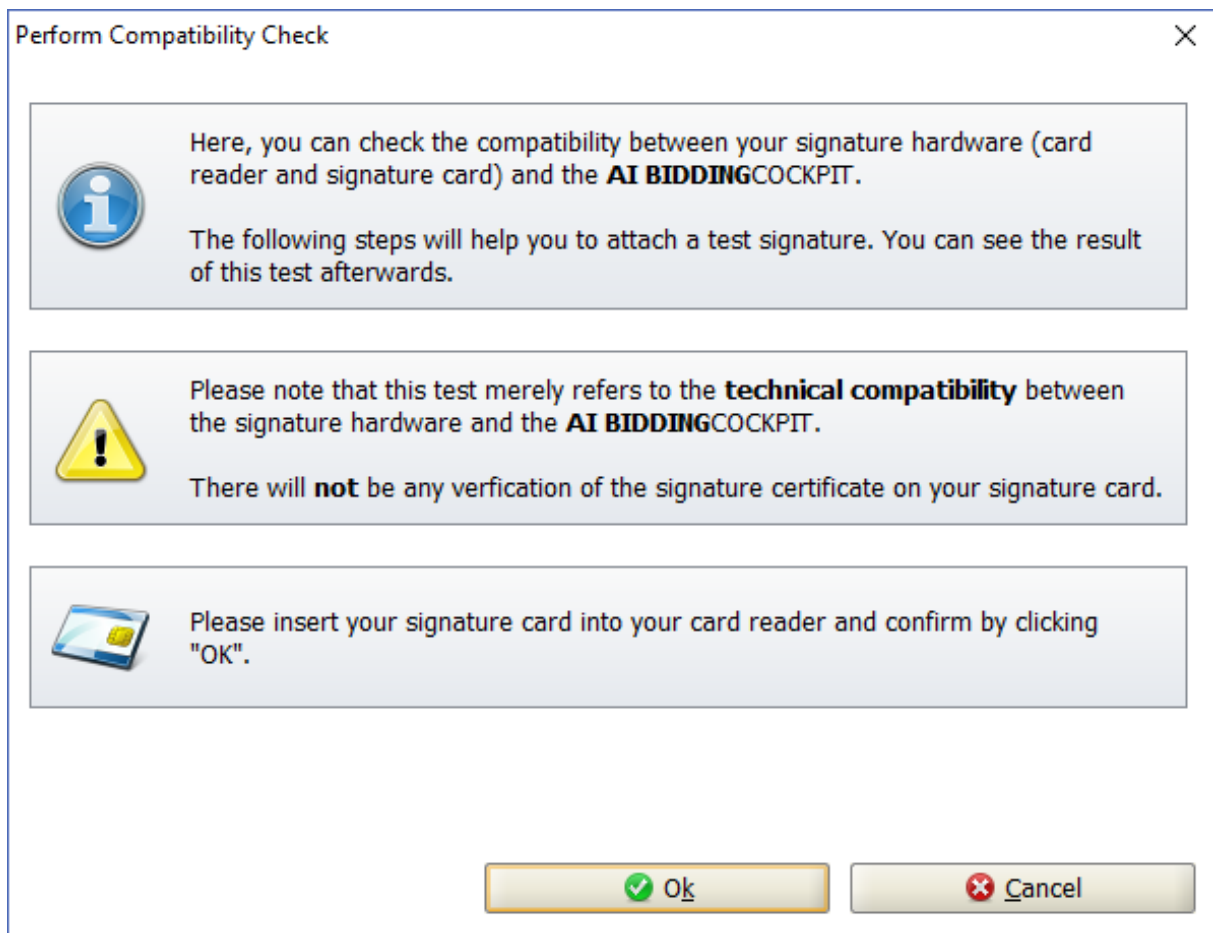 Perform Compatibility Check
Here, you can check the compatibility between your signature hardware (card
reader and signature card) and the AI BIDDINGCOCKPIT.
The following steps will help you to attach a test signature. You can see the result
of this test afterwards.
Please note that this test merely refers to the technical compatibility between
the signature hardware and the AI BIDDINGCOCKPIT.
There will not be any verfication of the signature certificate on your signature card.
Please insert your signature card into your card reader and confirm by clicking
"OK".
Ok
Cancel